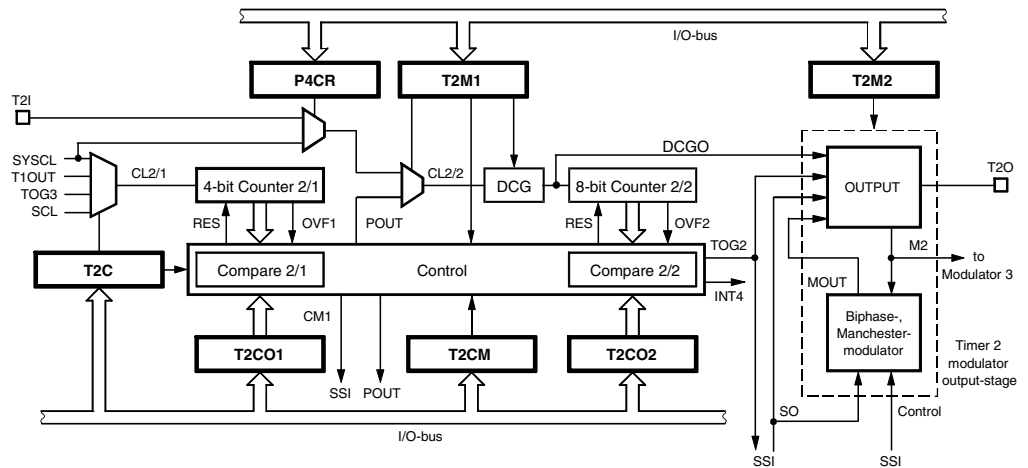 I/O-bus
P4CR
T2M1
T2M2
T2I
DCGO
SYSCL
T1OUT
TOG3
SCL
CL2/1
4-bit Counter 2/1
CL2/2
DCG
8-bit Counter 2/2
OUTPUT
T2O
RES
OVF1
POUT
RES
OVF2
TOG2
M2
to
Modulator 3
T2C
Compare 2/1
Control
Compare 2/2
INT4
MOUT
CM1
Biphase-,
Manchester-
modulator
T2CO1
T2CM
T2CO2
Timer 2
modulator
output-stage
SSI
POUT
SO
Control
I/O-bus
SSI
SSI